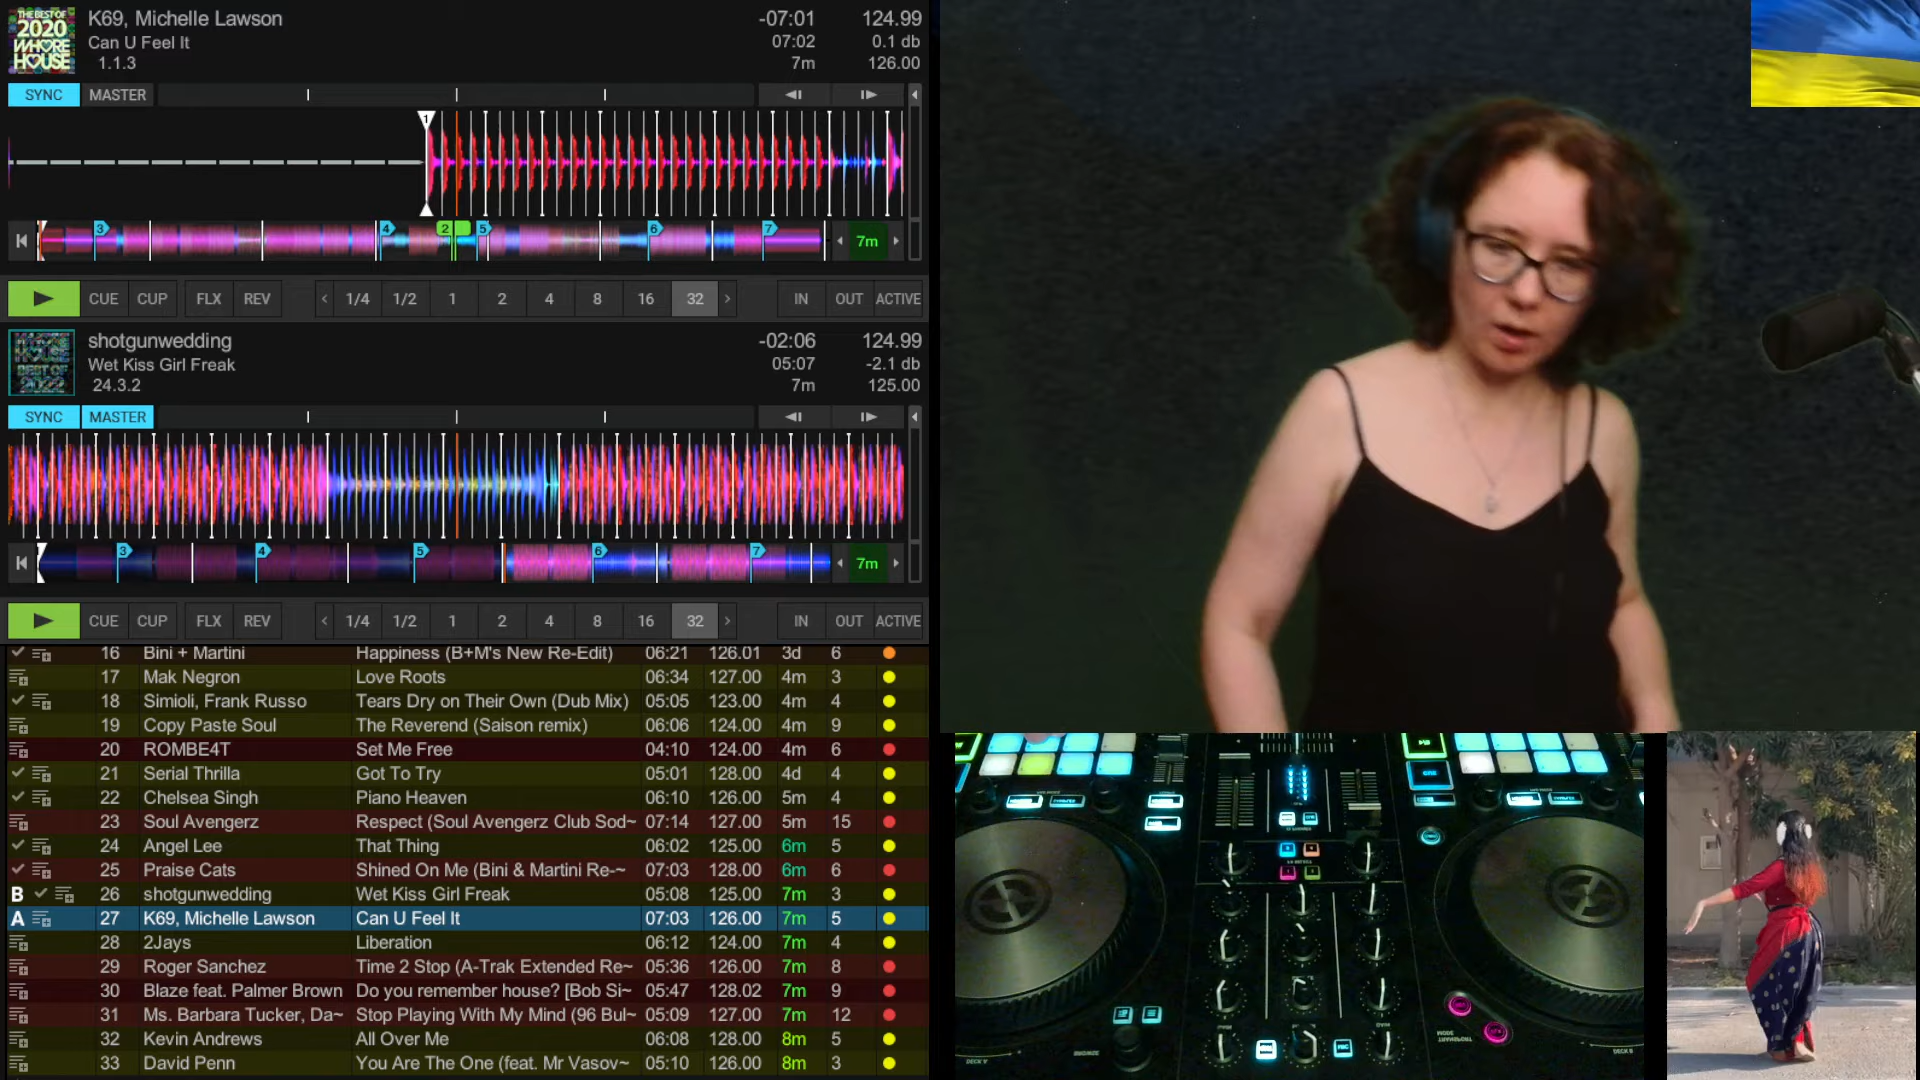 THE BEST OF
2020
WHORE
HOUSE
K69, Michelle Lawson
-07:01
124.99
Can U Feel It
07:02
0.1 db
1.1.3
7m
126.00
SYNC
MASTER
1
3
4
2
5
6
7
7m
CUE
CUP
FLX
REV
1/4
1/2
1
2
4
8
16
32
IN
OUT
ACTIVE
shotgunwedding
-02:06
124.99
Wet Kiss Girl Freak
05:07
-2.1 db
24.3.2
7m
125.00
SYNC
MASTER
3
4
5
6
7
7m
CUE
CUP
FLX
REV
1/4
1/2
1
2
4
8
16
32
IN
OUT
ACTIVE
16 Bini + Martini Happiness (B+M's New Re-Edit) 06:21 126.01 3d 6
17 Mak Negron Love Roots 06:34 127.00 4m 3
18 Simioli, Frank Russo Tears Dry on Their Own (Dub Mix) 05:05 123.00 4m 4
19 Copy Paste Soul The Reverend (Saison remix) 06:06 124.00 4m 9
20 ROMBE4T Set Me Free 04:10 124.00 4m 6
21 Serial Thrilla Got To Try 05:01 128.00 4d 4
22 Chelsea Singh Piano Heaven 06:10 126.00 5m 4
23 Soul Avengerz Respect (Soul Avengerz Club Sod~ 07:14 127.00 5m 15
24 Angel Lee That Thing 06:02 125.00 6m 5
25 Praise Cats Shined On Me (Bini & Martini Re-~ 07:03 128.00 6m 6
B 26 shotgunwedding Wet Kiss Girl Freak 05:08 125.00 7m 3
A 27 K69, Michelle Lawson Can U Feel It 07:03 126.00 7m 5
28 2Jays Liberation 06:12 124.00 7m 4
29 Roger Sanchez Time 2 Stop (A-Trak Extended Re~ 05:36 126.00 7m 8
30 Blaze feat. Palmer Brown Do you remember house? [Bob Si~ 05:47 128.02 7m 9
31 Ms. Barbara Tucker, Da~ Stop Playing With My Mind (96 Bul~ 05:09 127.00 7m 12
32 Kevin Andrews All Over Me 06:08 128.00 8m 5
33 David Penn You Are The One (feat. Mr Vasov~ 05:10 126.00 8m 3